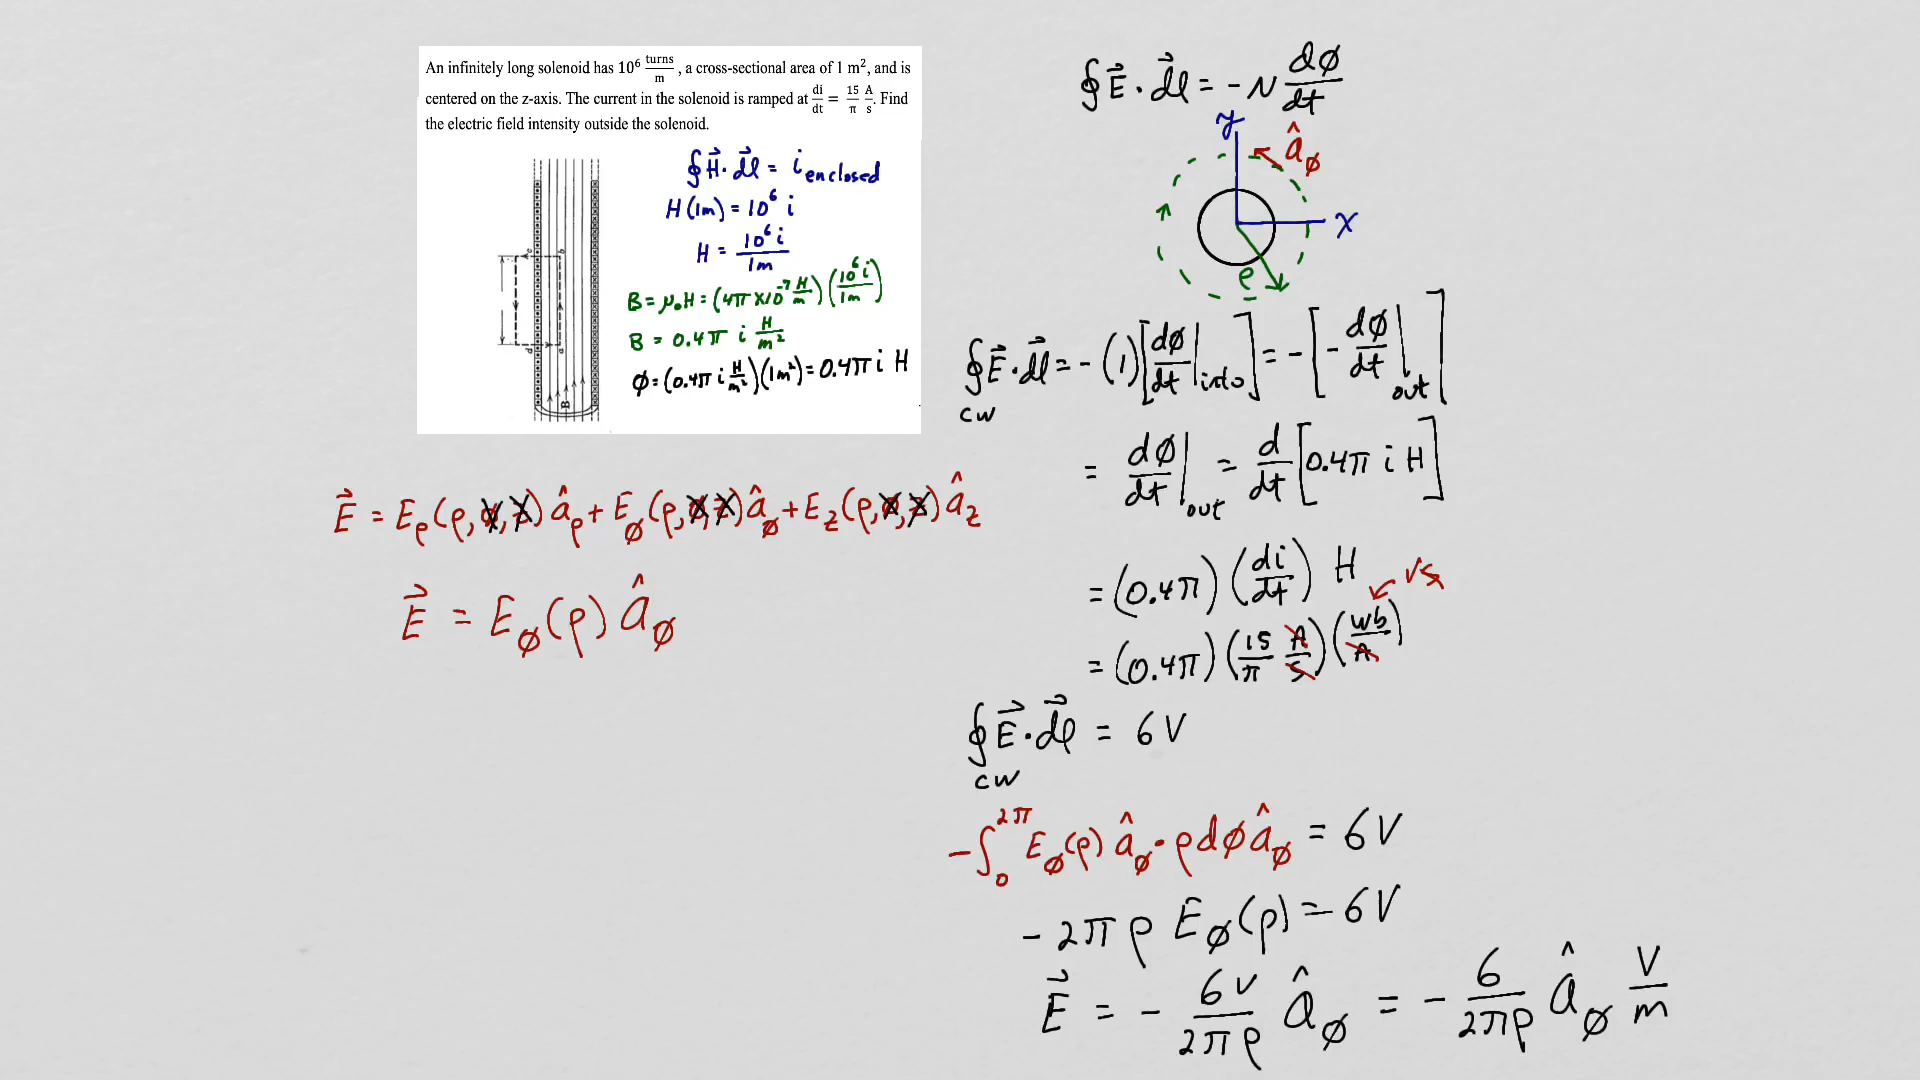 An infinitely long solenoid has 10⁶ turns/m, a cross-sectional area of 1 m², and is
centered on the z-axis. The current in the solenoid is ramped at di/dt = 15/π A/s. Find
the electric field intensity outside the solenoid.
∮H⃗·dl⃗ = i enclosed
H(1m) = 10⁶ i
H = 10⁶ i / 1m
B = μ₀H = (4π x10⁻⁷ H/m)(10⁶ i / 1m)
B = 0.4π i H/m²
ϕ = (0.4π i H/m²)(1m²) = 0.4π i H
c b
d a
B
E⃗ = E_ρ(ρ,ϕ,z) â_ρ + E_ϕ(ρ,ϕ,z) â_ϕ + E_z(ρ,ϕ,z) â_z
E⃗ = E_ϕ(ρ) â_ϕ
∮E⃗·dl⃗ = -N dϕ/dt
y
â_ϕ
x
ρ
∮E⃗·dl⃗ = -(1)[dϕ/dt|into] = -[-dϕ/dt|out]
cw
= dϕ/dt|out = d/dt[0.4π i H]
= (0.4π)(di/dt) H
Vs
= (0.4π)(15/π A/s)(Wb/A)
∮E⃗·dl⃗ = 6V
cw
-∫₀^2π E_ϕ(ρ) â_ϕ·ρdϕ â_ϕ = 6V
-2πρ E_ϕ(ρ) = 6V
E⃗ = -6V/2πρ â_ϕ = -6/2πρ â_ϕ V/m